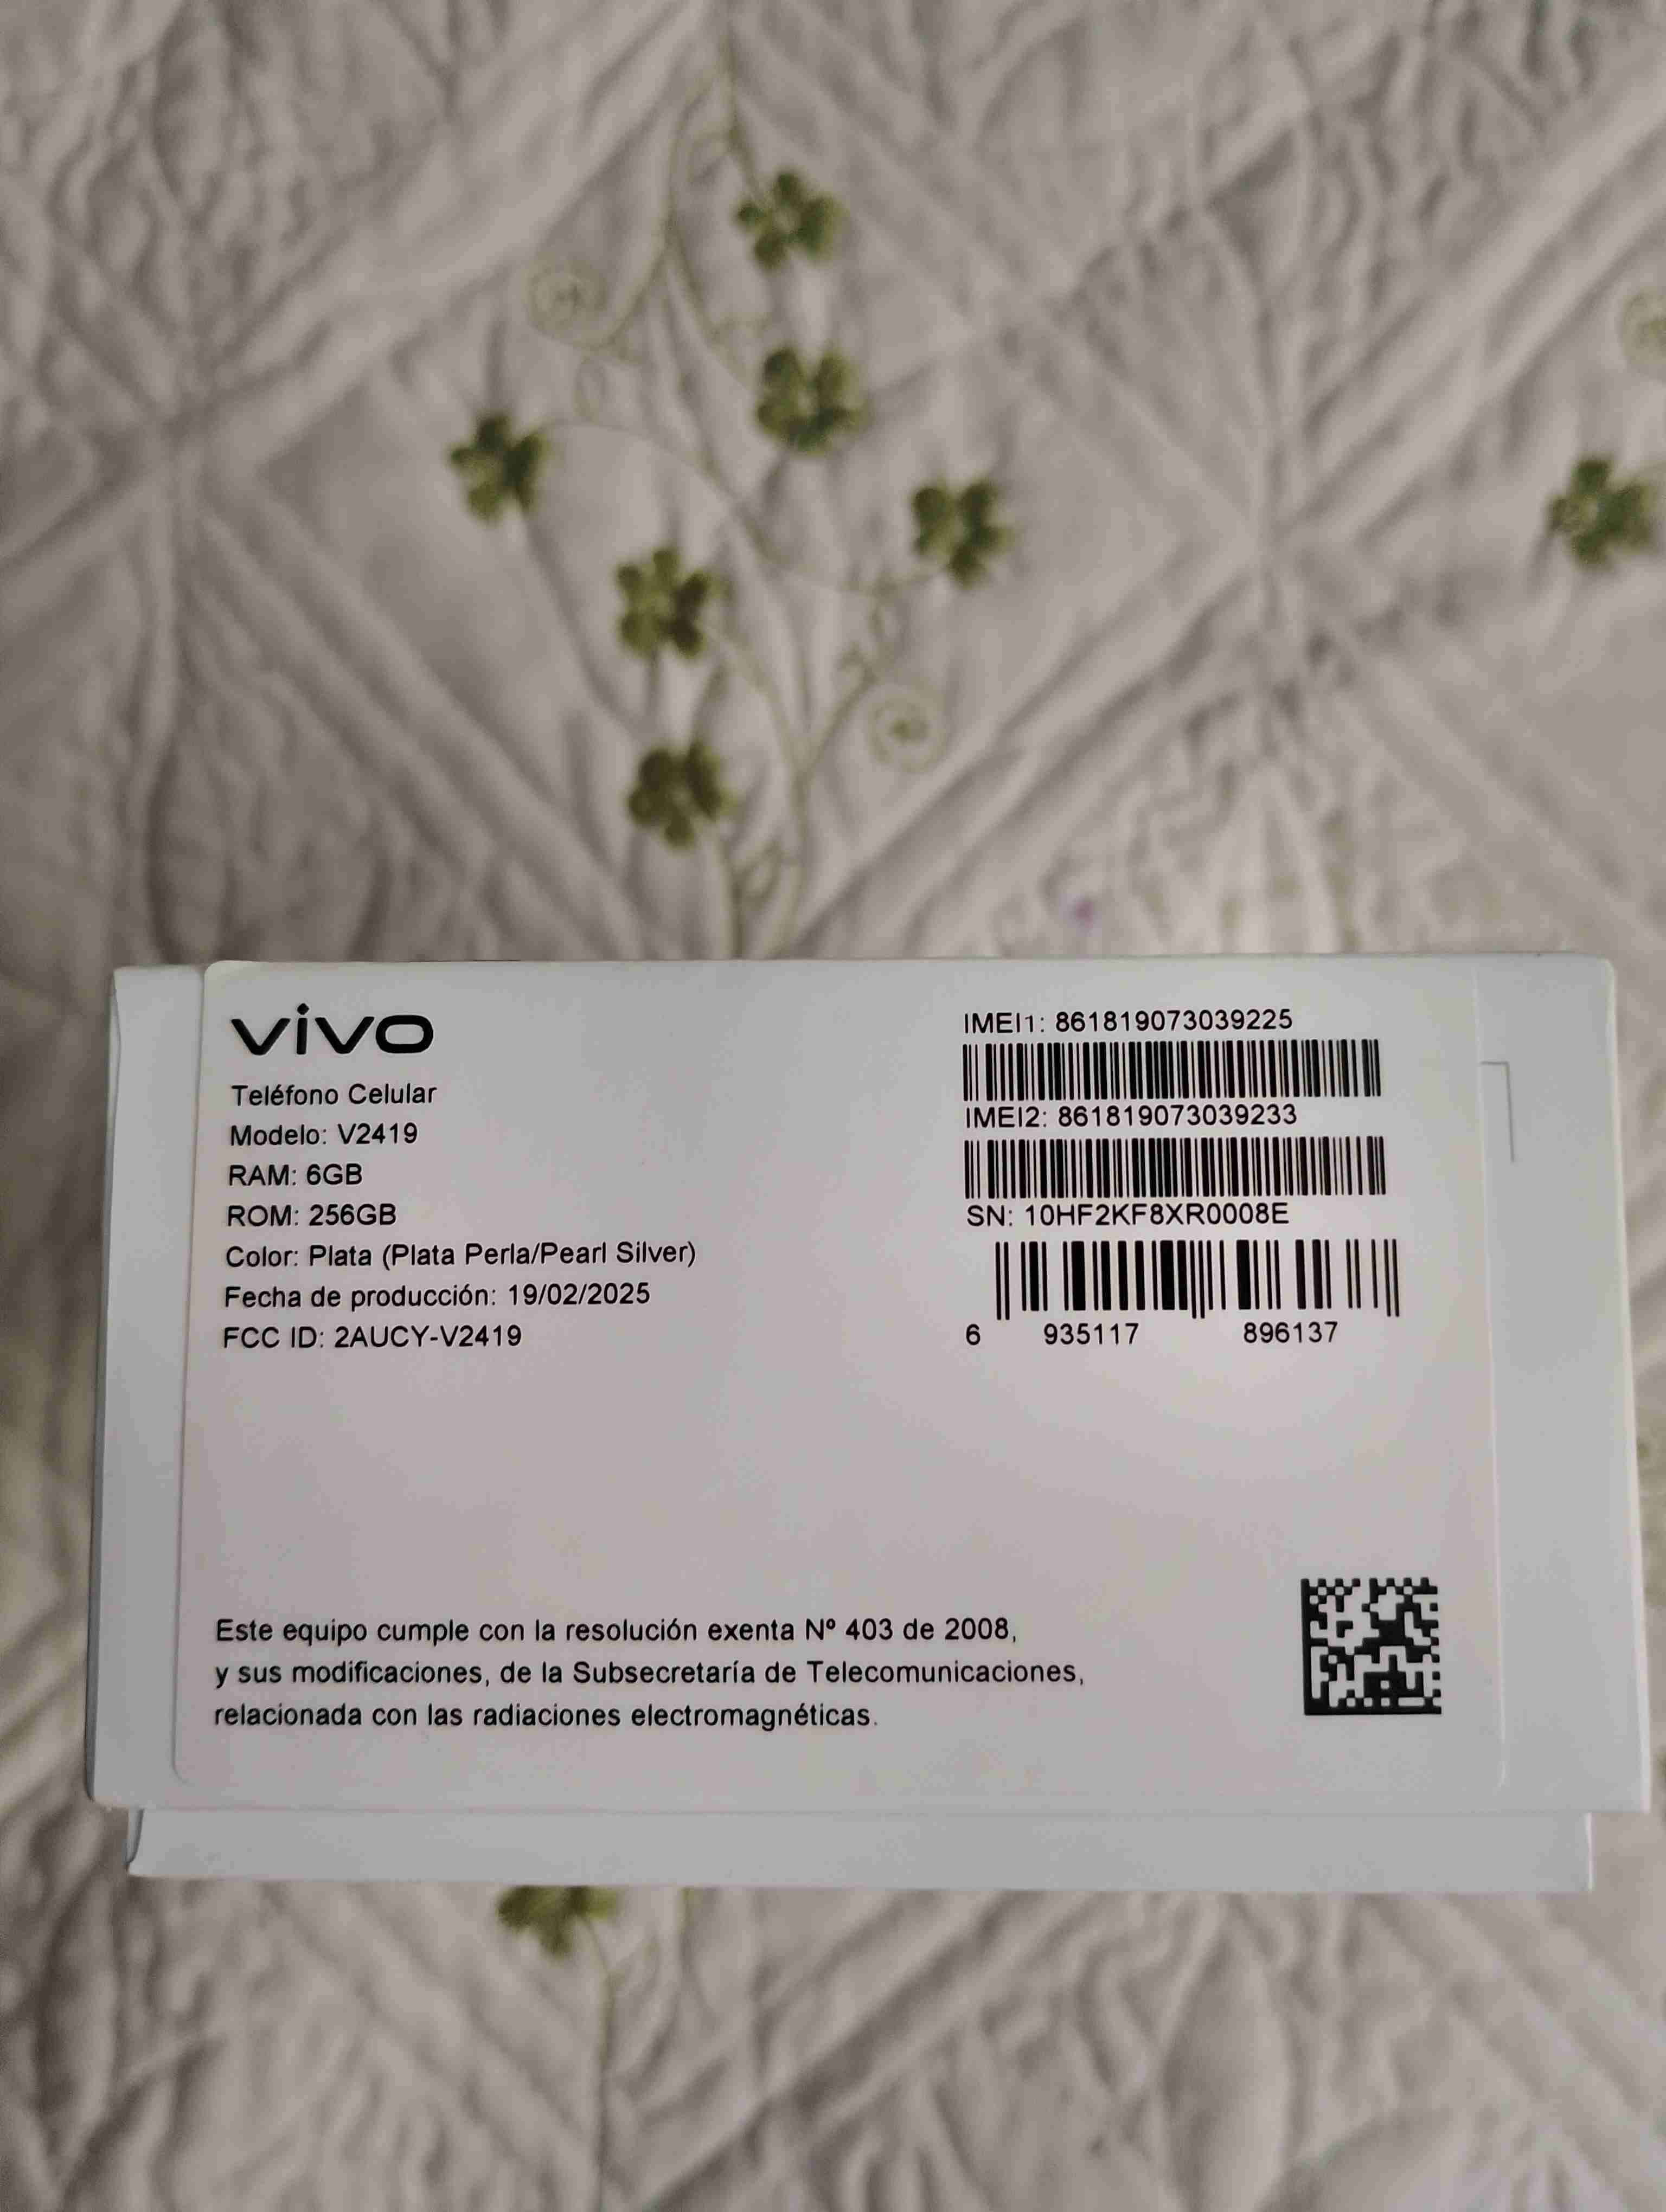 vivo
Teléfono Celular
Modelo: V2419
RAM: 6GB
ROM: 256GB
Color: Plata (Plata Perla/Pearl Silver)
Fecha de producción: 19/02/2025
FCC ID: 2AUCY-V2419
IMEI1: 861819073039225
IMEI2: 861819073039233
SN: 10HF2KF8XR0008E
6 935117 896137
Este equipo cumple con la resolución exenta Nº 403 de 2008,
y sus modificaciones, de la Subsecretaría de Telecomunicaciones,
relacionada con las radiaciones electromagnéticas.